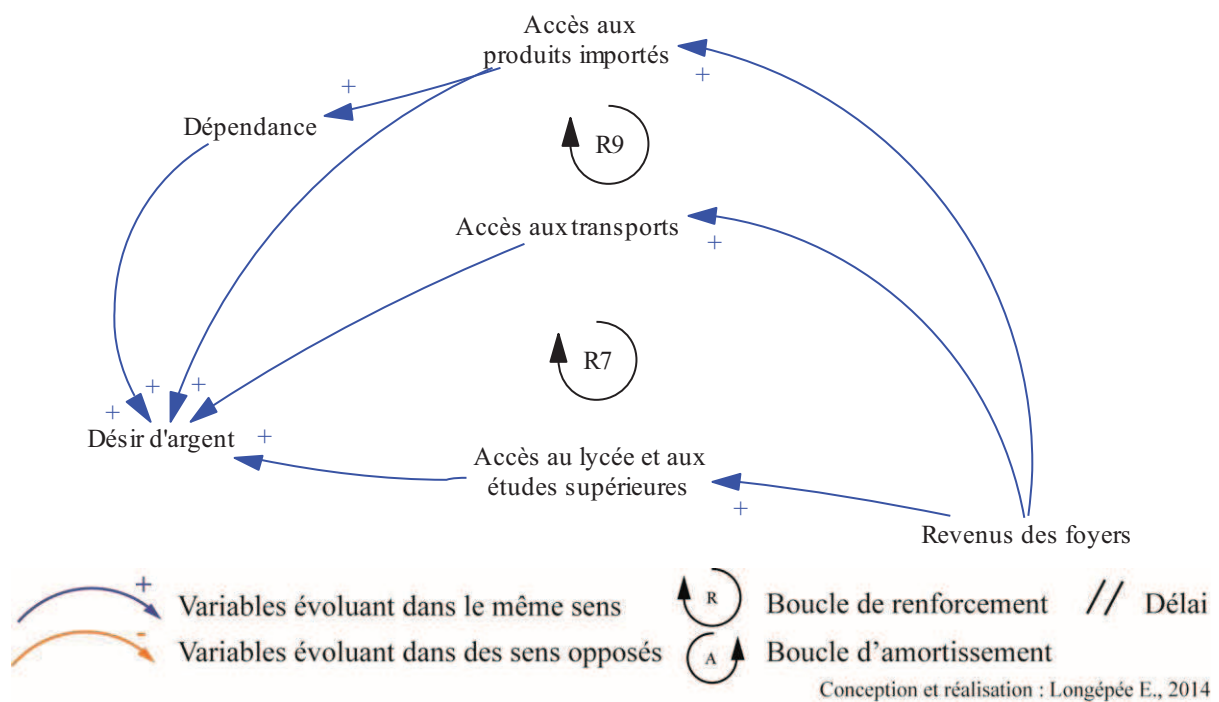 Accès aux
produits importés
+
+
Dépendance
R9
Accès aux transports
+
R7
+
+
+
Désir d'argent
+
Accès au lycée et aux
études supérieures
+
Revenus des foyers
+
Variables évoluant dans le même sens
R
Boucle de renforcement
Délai
-
Variables évoluant dans des sens opposés
A
Boucle d'amortissement
Conception et réalisation : Longépée E., 2014